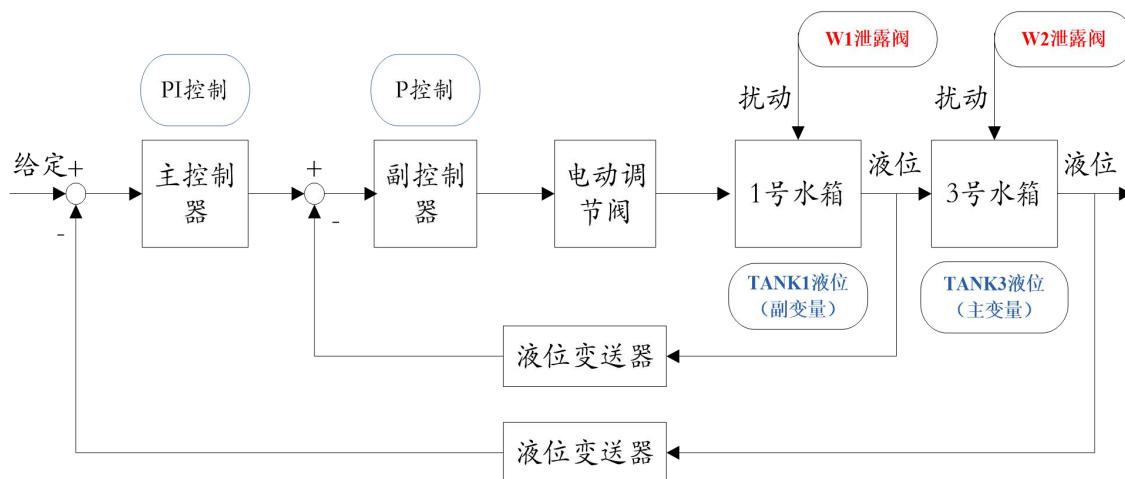 W1泄露阀
W2泄露阀
PI控制
P控制
扰动
扰动
给定
+
-
主控制
器
+
-
副控制
器
电动调
节阀
1号水箱
液位
3号水箱
液位
TANK1液位
（副变量）
TANK3液位
（主变量）
液位变送器
液位变送器